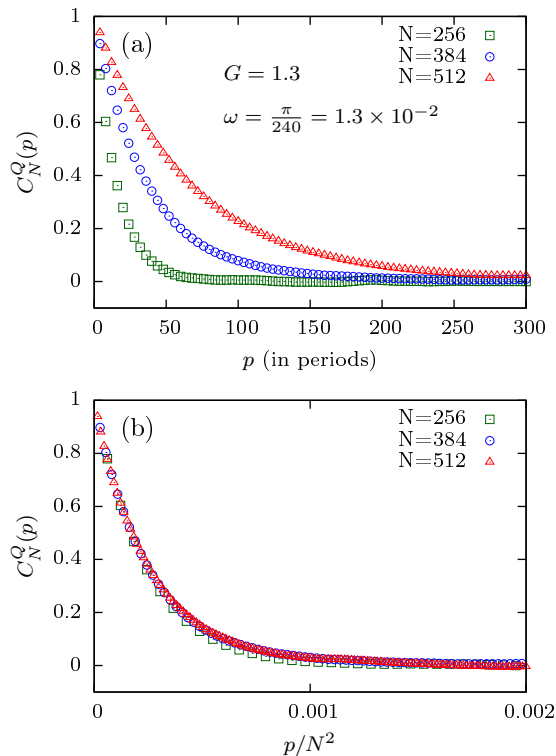 (a)
N=256
N=384
N=512
G = 1.3
ω = π/240 = 1.3 × 10⁻²
1
0.8
0.6
0.4
0.2
0
C_N^Q(p)
0 50 100 150 200 250 300
p (in periods)
(b)
N=256
N=384
N=512
1
0.8
0.6
0.4
0.2
0
C_N^Q(p)
0 0.001 0.002
p/N²